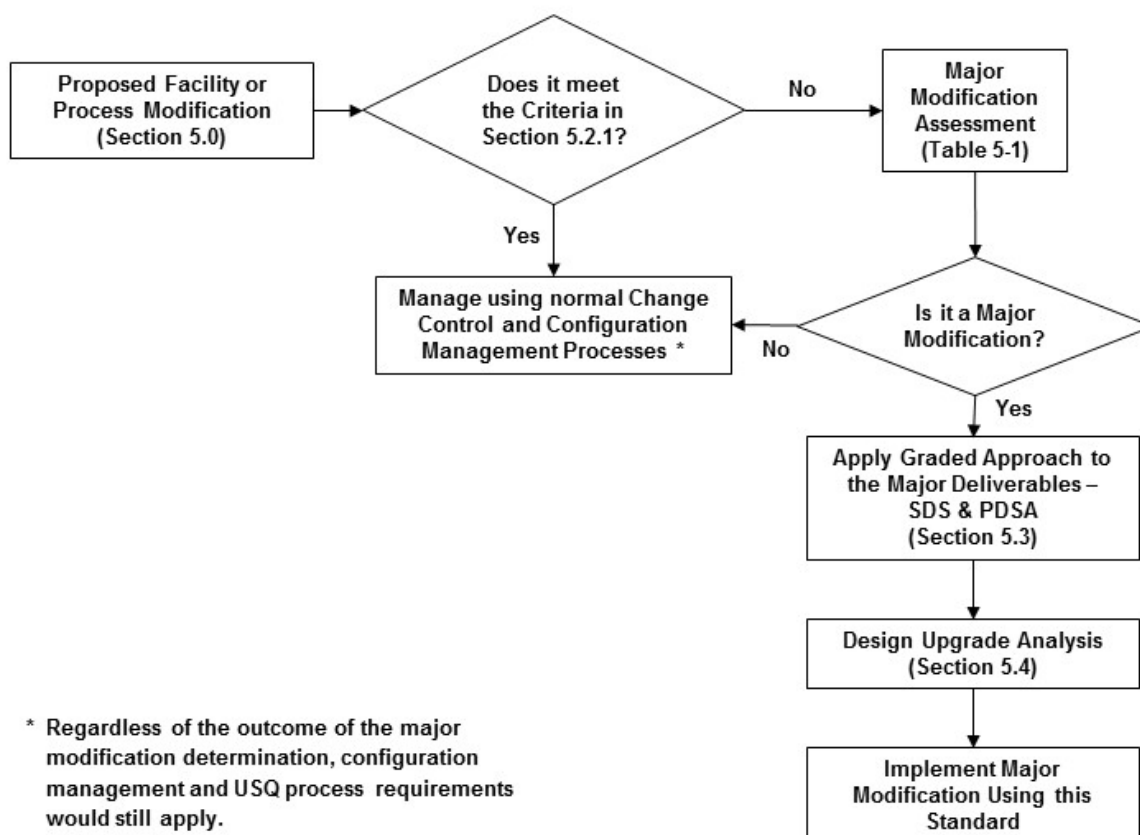 Proposed Facility or
Process Modification
(Section 5.0)
Does it meet
the Criteria in
Section 5.2.1?
No
Major
Modification
Assessment
(Table 5-1)
Yes
Manage using normal Change
Control and Configuration
Management Processes *
No
Is it a Major
Modification?
Yes
Apply Graded Approach to
the Major Deliverables –
SDS & PDSA
(Section 5.3)
Design Upgrade Analysis
(Section 5.4)
Implement Major
Modification Using this
Standard
* Regardless of the outcome of the major
modification determination, configuration
management and USQ process requirements
would still apply.